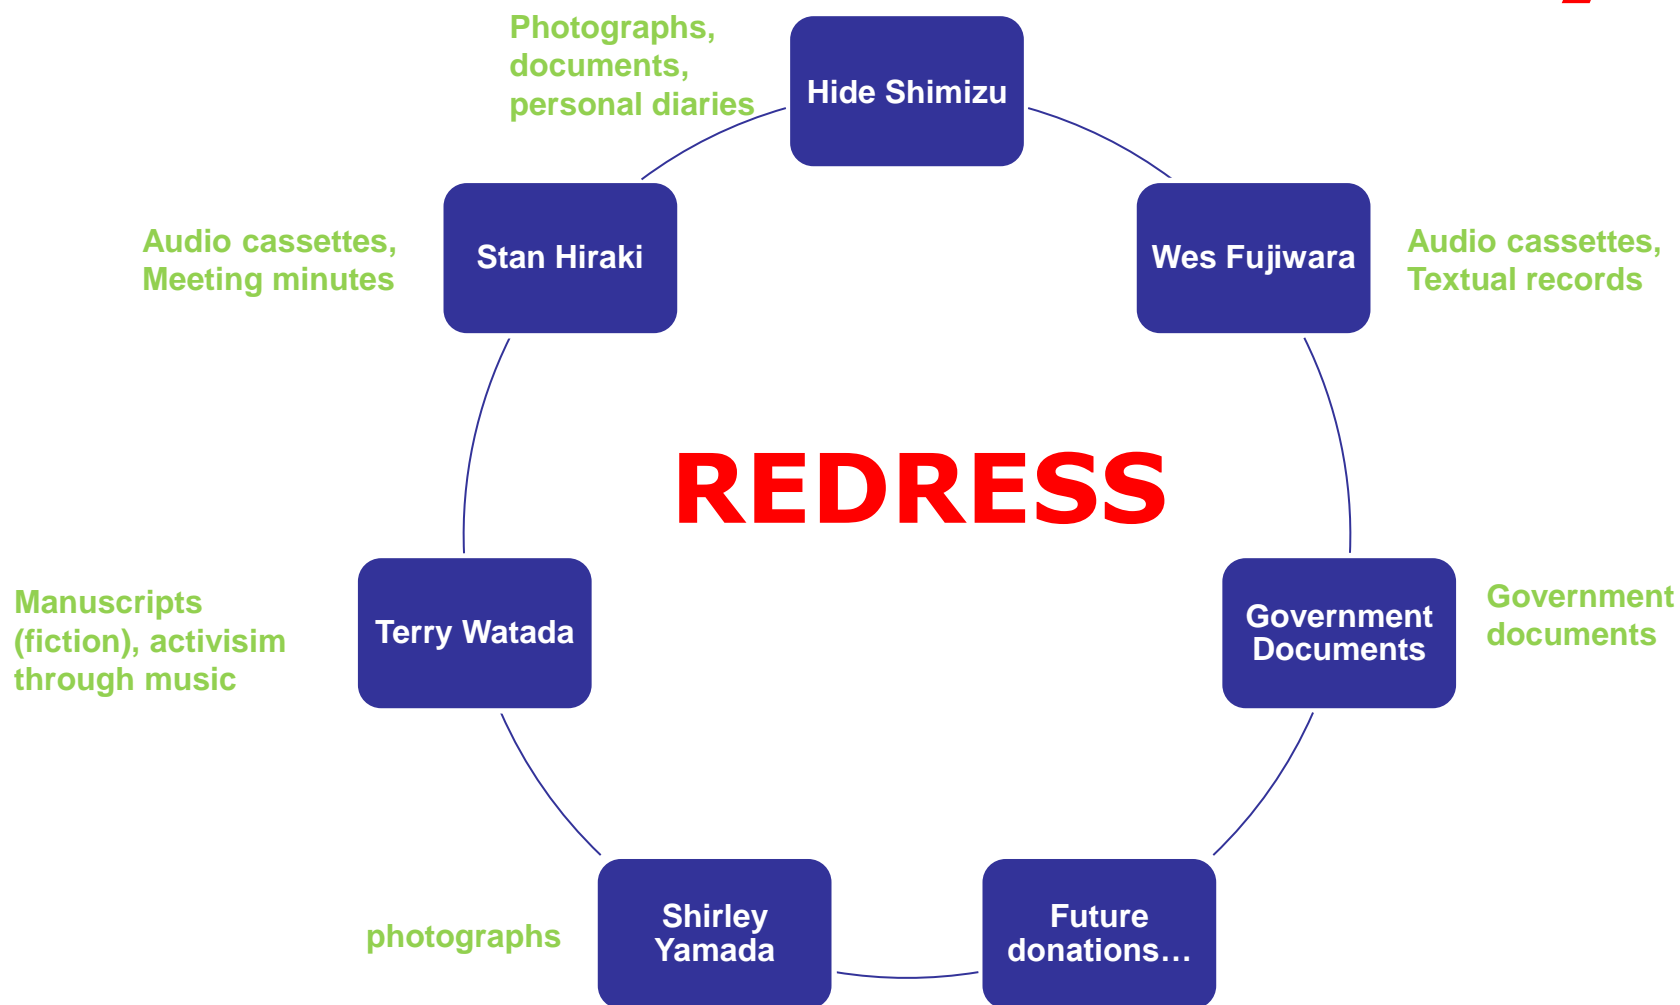 Photographs,
documents,
personal diaries
Hide Shimizu
Audio cassettes,
Meeting minutes
Stan Hiraki
Wes Fujiwara
Audio cassettes,
Textual records
REDRESS
Manuscripts
(fiction), activisim
through music
Terry Watada
Government
Documents
Government
documents
photographs
Shirley
Yamada
Future
donations…